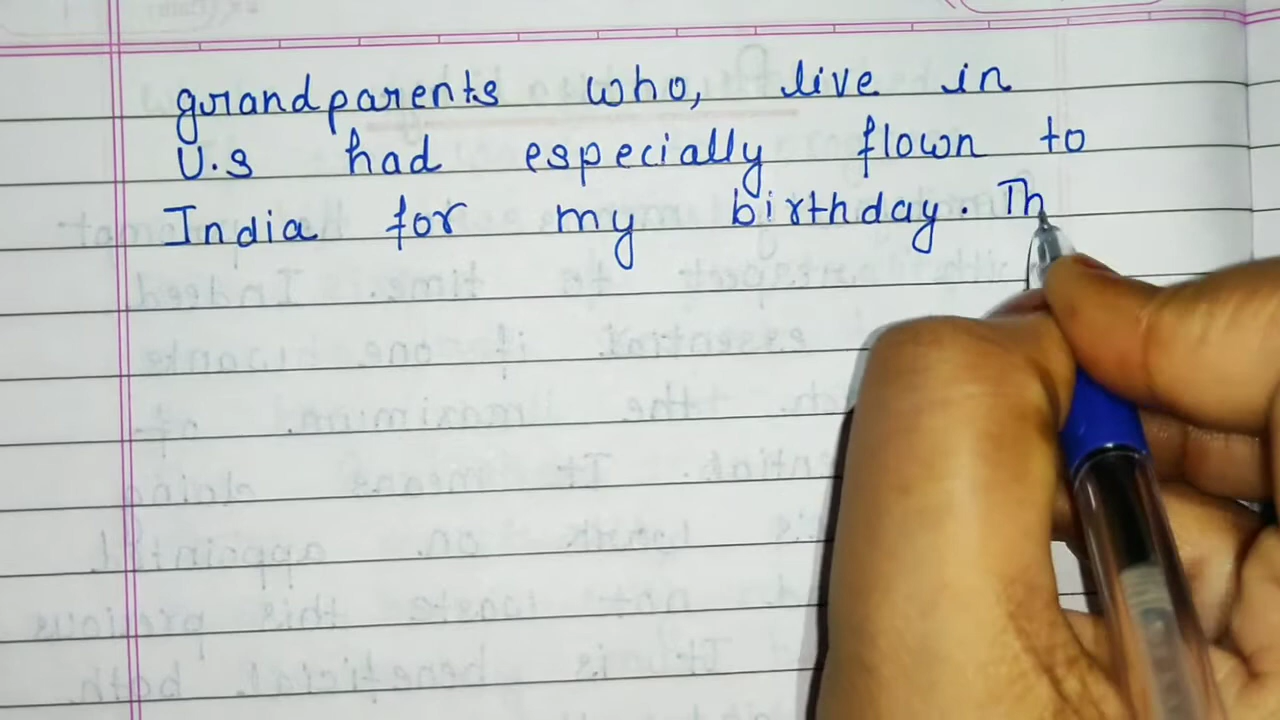 grandparents who, live in
U.S had especially flown to
India for my birthday. Th